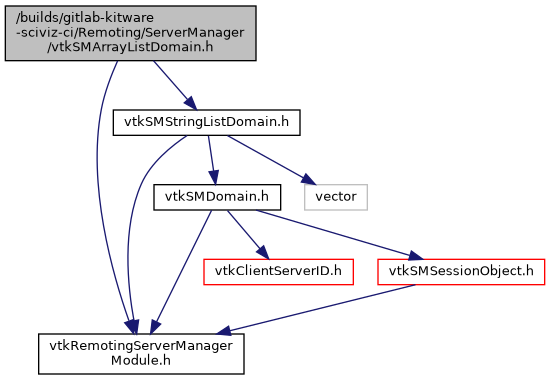 /builds/gitlab-kitware
-sciviz-ci/Remoting/ServerManager
/vtkSMArrayListDomain.h
vtkSMStringListDomain.h
vtkSMDomain.h
vector
vtkClientServerID.h
vtkSMSessionObject.h
vtkRemotingServerManager
Module.h